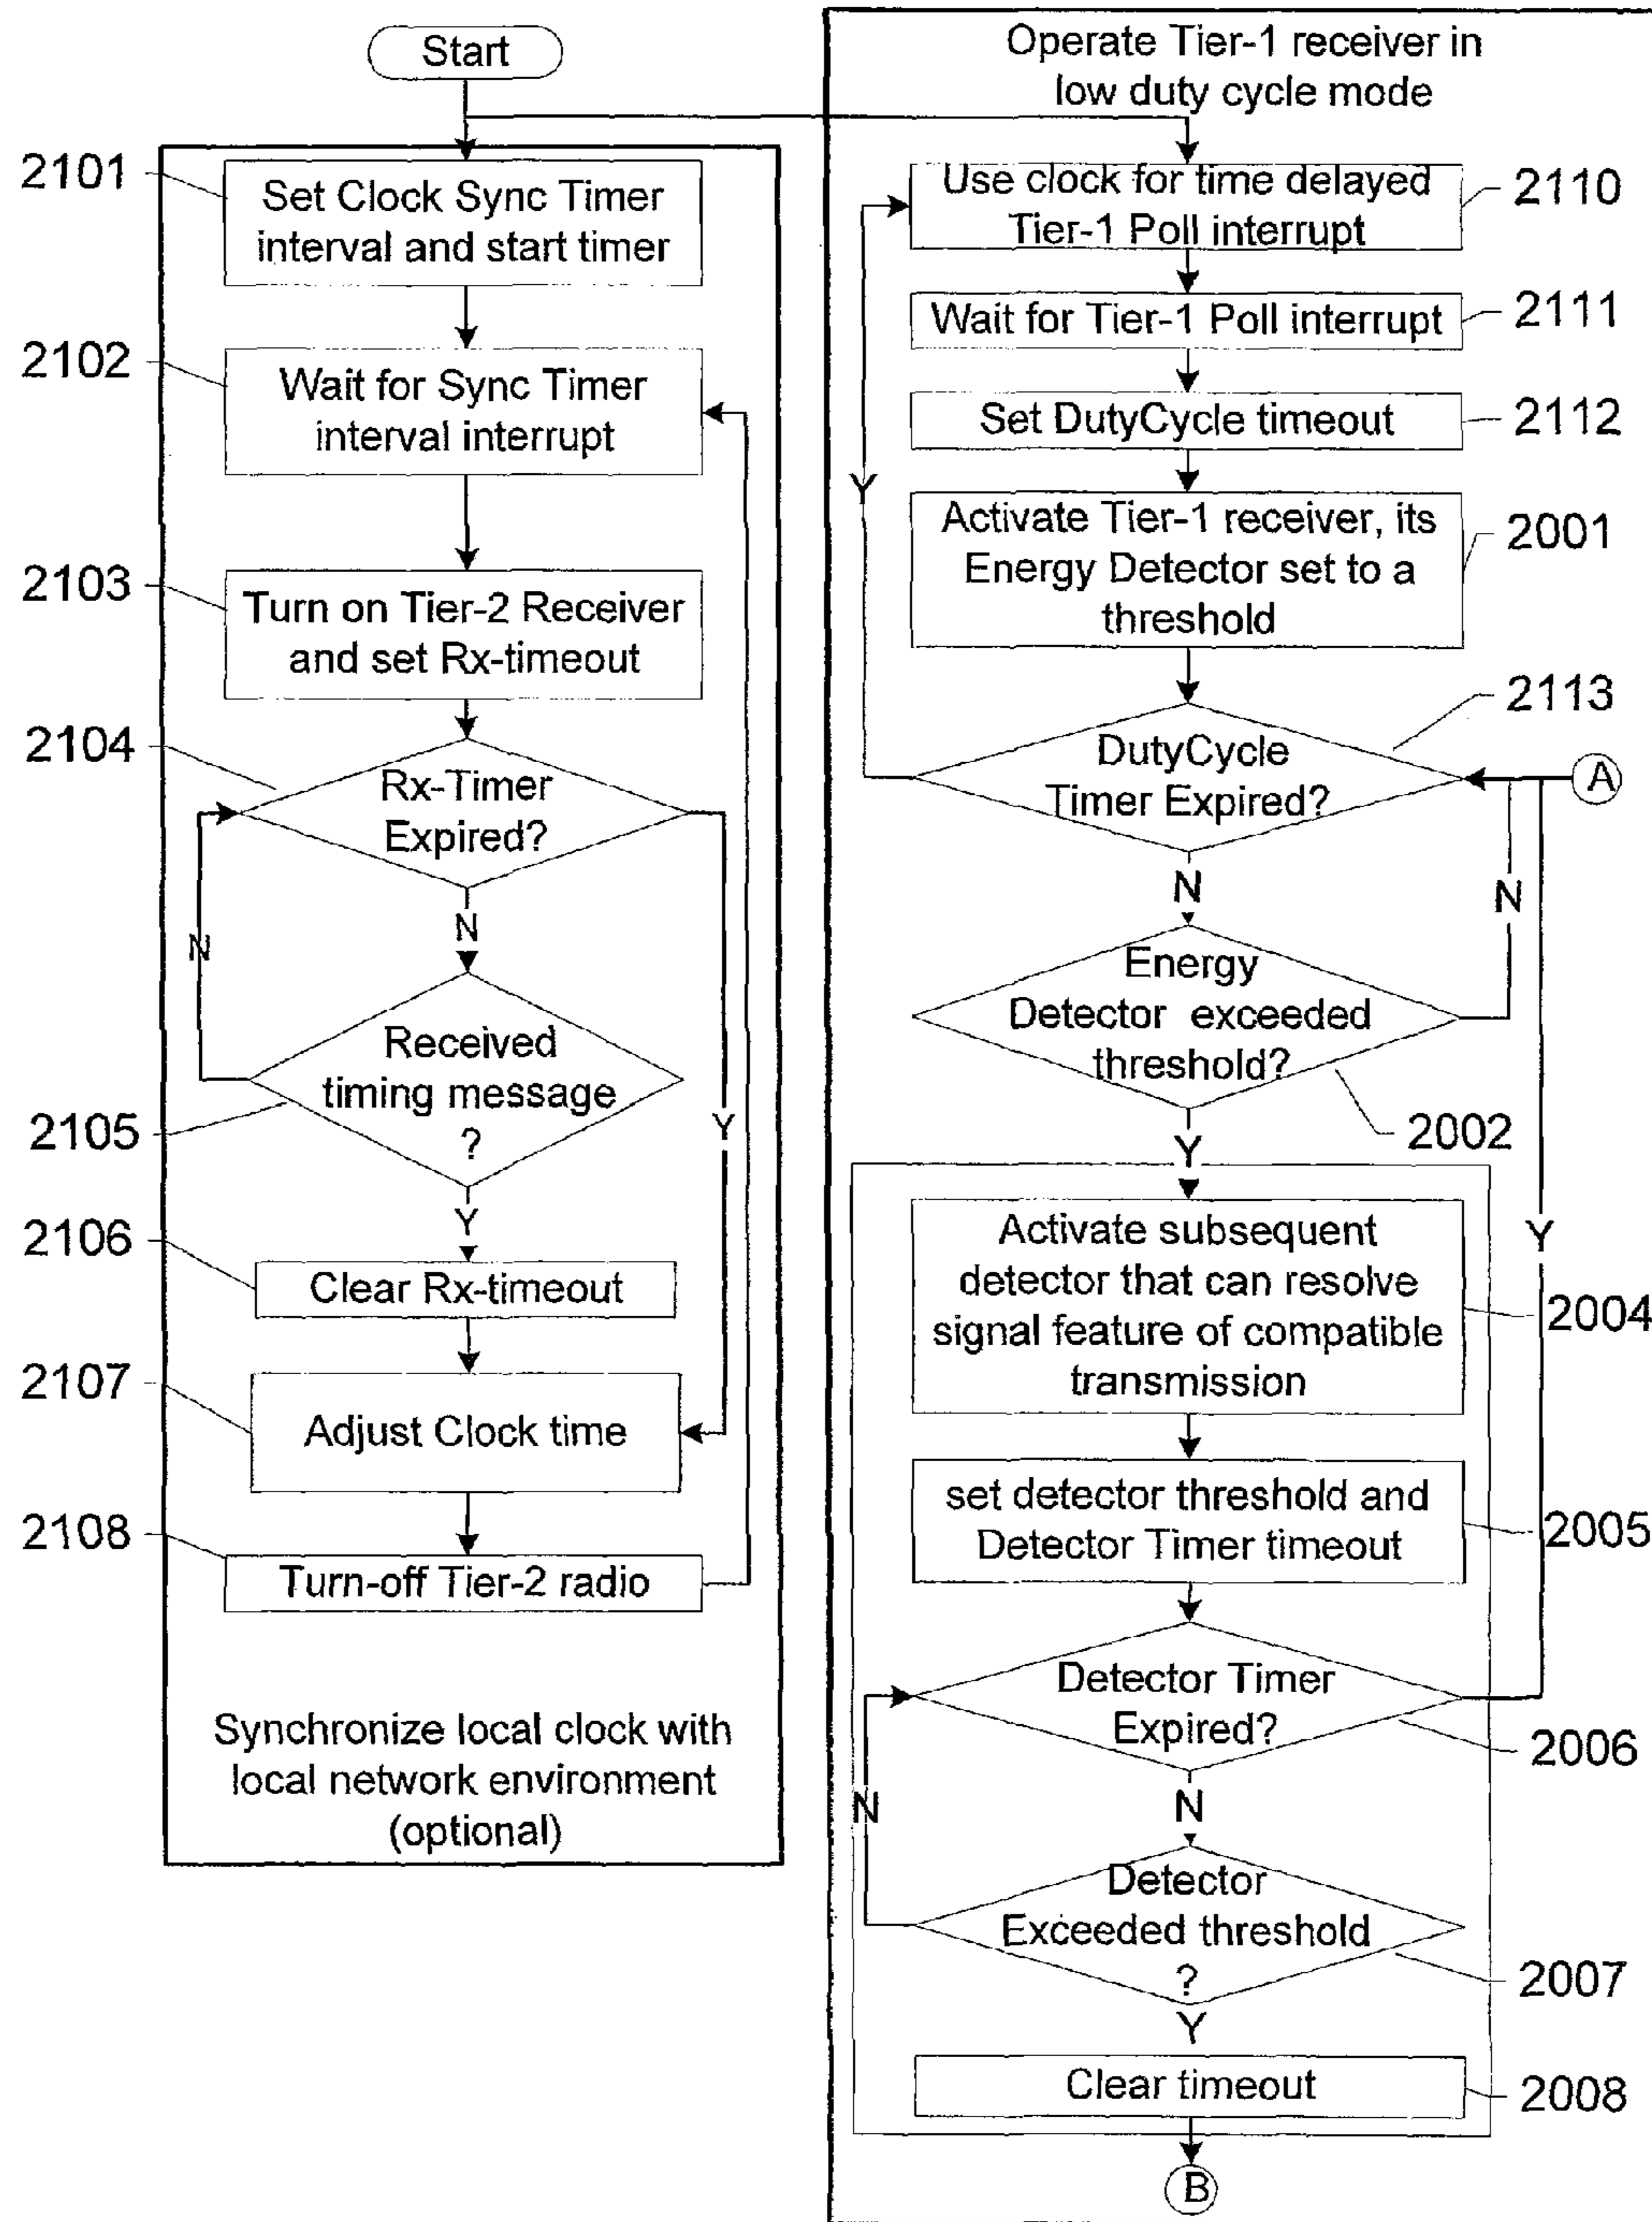 Start
2101
Set Clock Sync Timer
interval and start timer
2102
Wait for Sync Timer
interval interrupt
2103
Turn on Tier-2 Receiver
and set Rx-timeout
2104
Rx-Timer
Expired?
N
N
Y
2105
Received
timing message
?
Y
2106
Clear Rx-timeout
2107
Adjust Clock time
2108
Turn-off Tier-2 radio
Synchronize local clock with
local network environment
(optional)
Operate Tier-1 receiver in
low duty cycle mode
Use clock for time delayed
Tier-1 Poll interrupt
2110
Wait for Tier-1 Poll interrupt
2111
Set DutyCycle timeout
2112
Y
Activate Tier-1 receiver, its
Energy Detector set to a
threshold
2001
2113
DutyCycle
Timer Expired?
A
N
N
Energy
Detector exceeded
threshold?
2002
Y
Y
Activate subsequent
detector that can resolve
signal feature of compatible
transmission
2004
set detector threshold and
Detector Timer timeout
2005
Detector Timer
Expired?
2006
N
N
Detector
Exceeded threshold
?
2007
Y
Clear timeout
2008
B